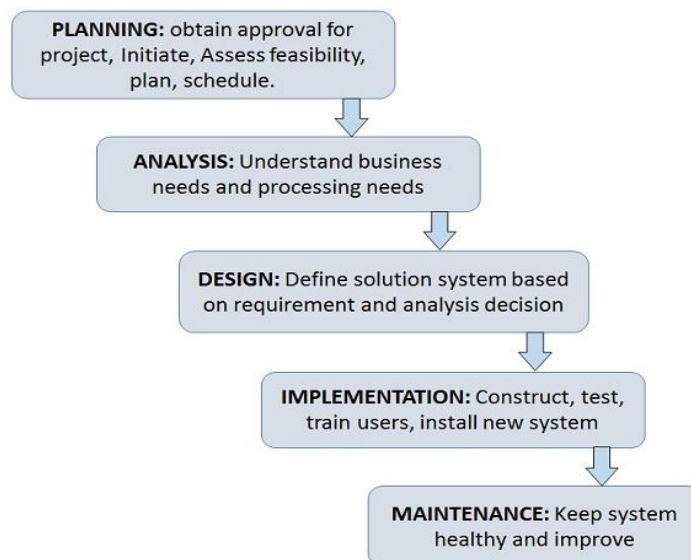 PLANNING: obtain approval for
project, Initiate, Assess feasibility,
plan, schedule.
ANALYSIS: Understand business
needs and processing needs
DESIGN: Define solution system based
on requirement and analysis decision
IMPLEMENTATION: Construct, test,
train users, install new system
MAINTENANCE: Keep system
healthy and improve